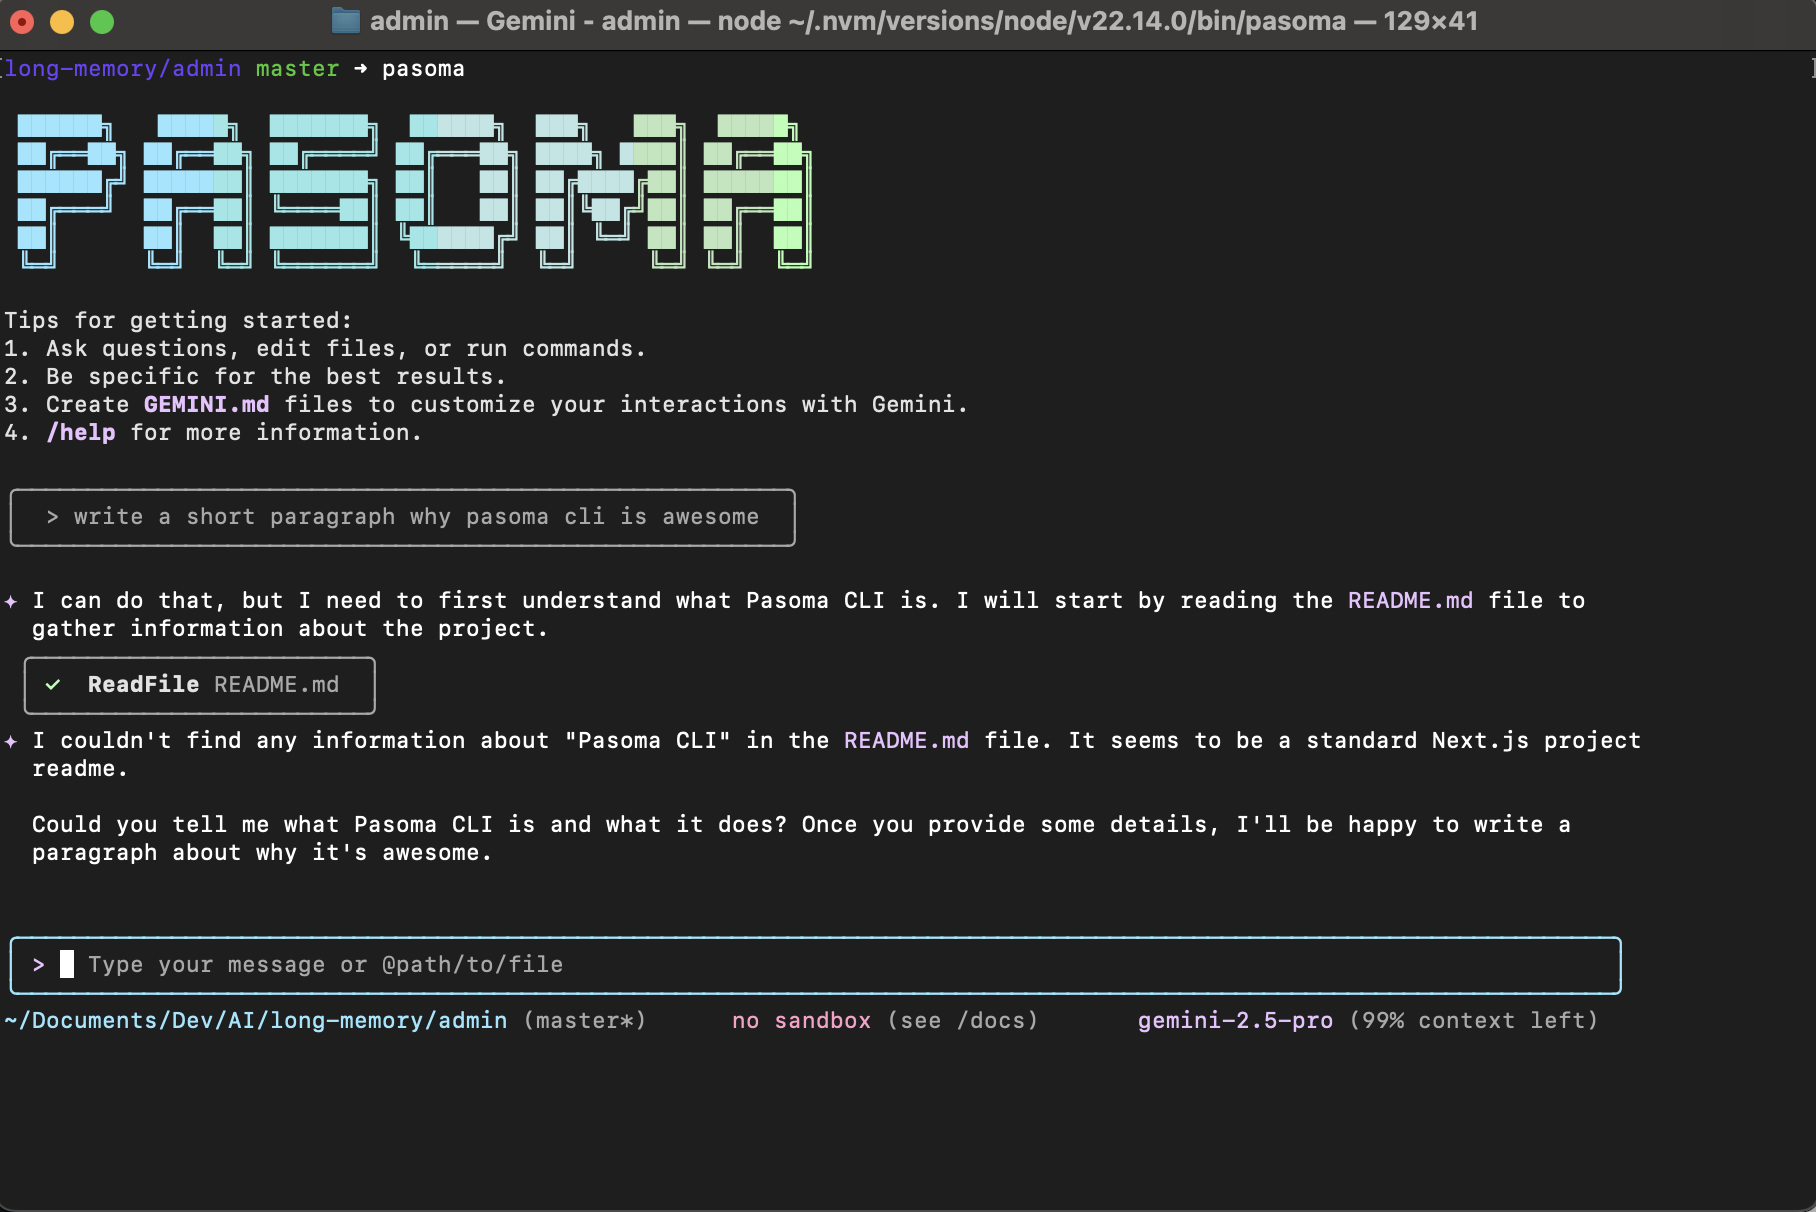 admin — Gemini - admin — node ~/.nvm/versions/node/v22.14.0/bin/pasoma — 129×41
long-memory/admin master ➜ pasoma
PASOMA
Tips for getting started:
1. Ask questions, edit files, or run commands.
2. Be specific for the best results.
3. Create GEMINI.md files to customize your interactions with Gemini.
4. /help for more information.
> write a short paragraph why pasoma cli is awesome
✦ I can do that, but I need to first understand what Pasoma CLI is. I will start by reading the README.md file to
gather information about the project.
✓ ReadFile README.md
✦ I couldn't find any information about "Pasoma CLI" in the README.md file. It seems to be a standard Next.js project
readme.
Could you tell me what Pasoma CLI is and what it does? Once you provide some details, I'll be happy to write a
paragraph about why it's awesome.
> Type your message or @path/to/file
~/Documents/Dev/AI/long-memory/admin (master*) no sandbox (see /docs) gemini-2.5-pro (99% context left)